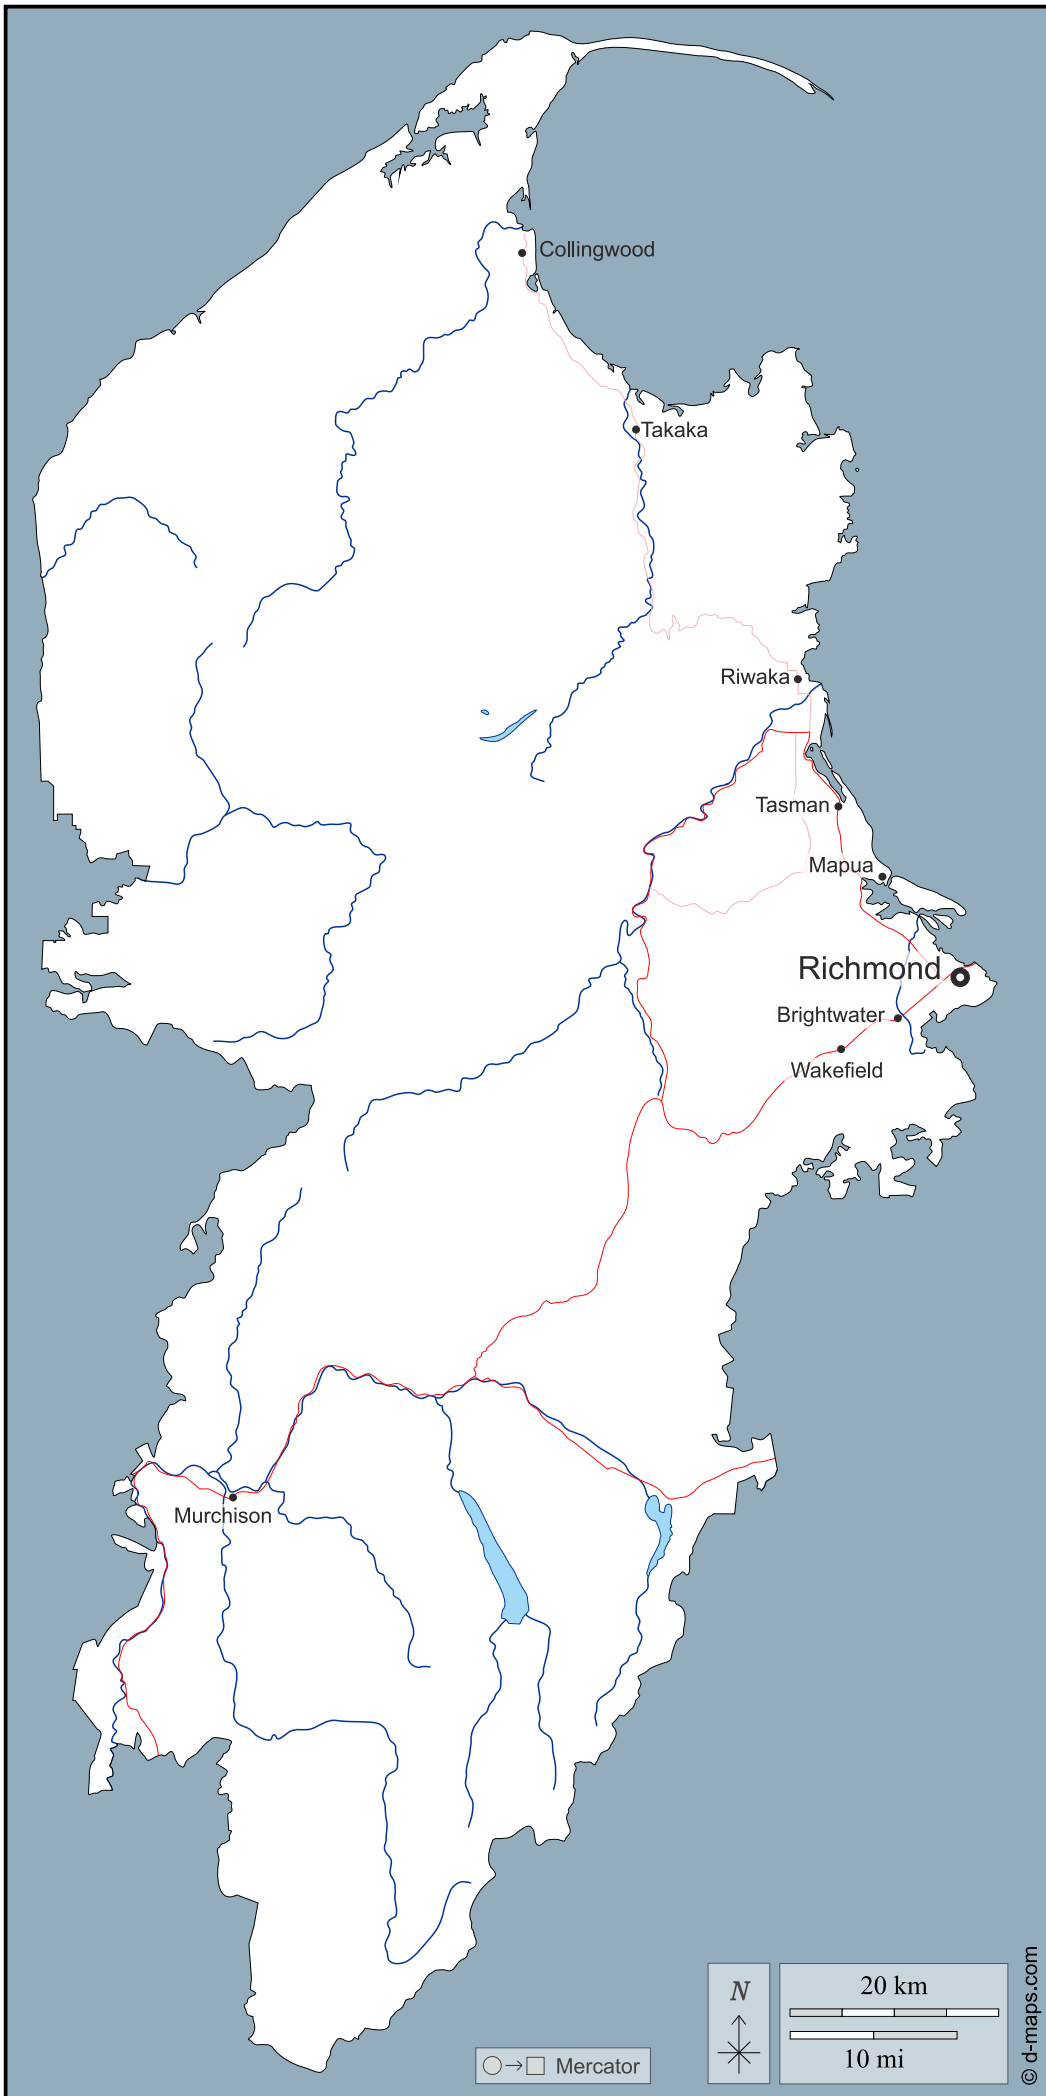 Collingwood
Takaka
Riwaka
Tasman
Mapua
Richmond
Brightwater
Wakefield
Murchison
N
20 km
10 mi
Mercator
© d-maps.com